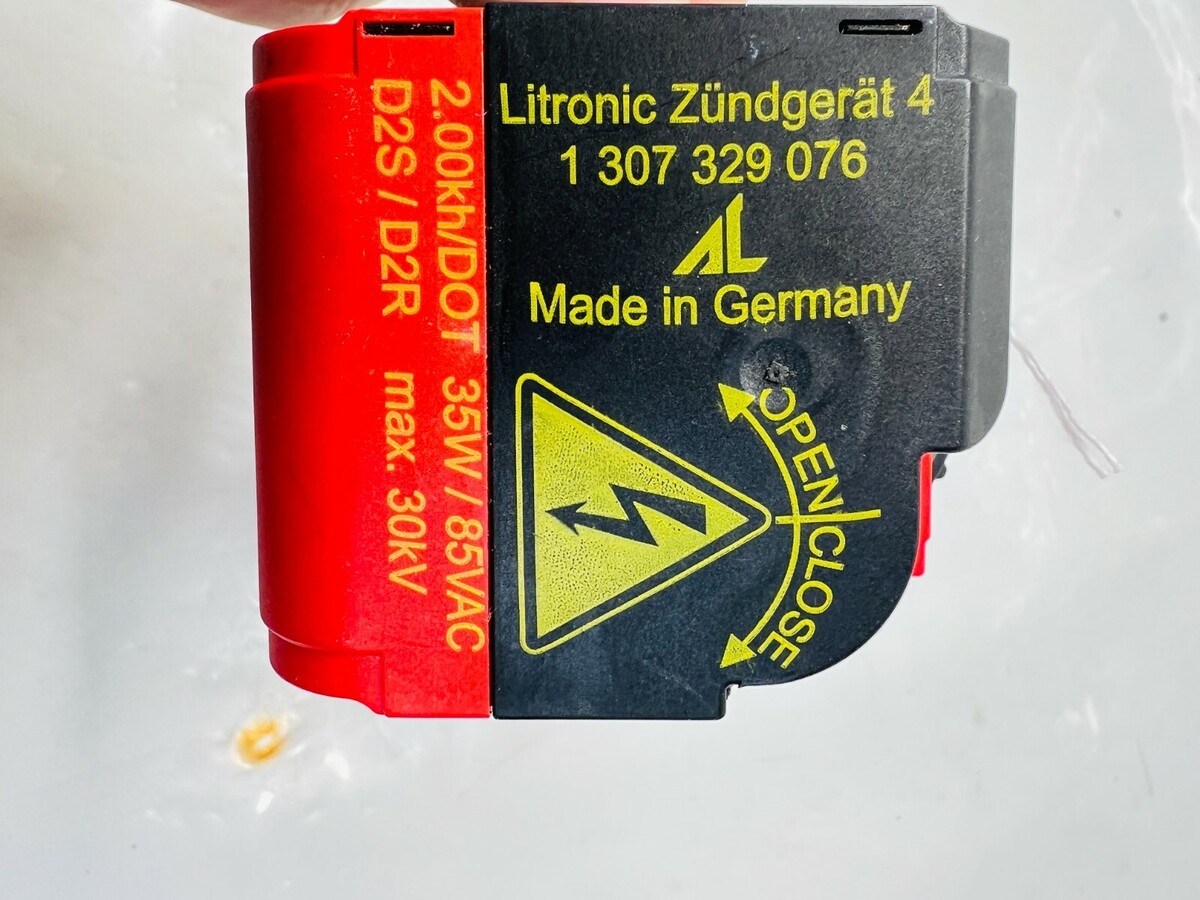 Litronic Zündgerät 4
1 307 329 076
AL
Made in Germany
OPEN/CLOSE
2.00kh/DOT 35W / 85VAC
D2S / D2R max. 30kV